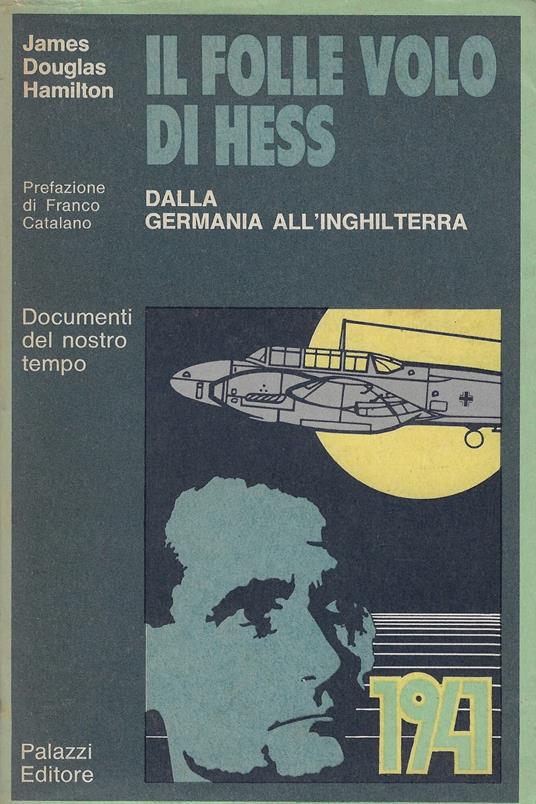 James
Douglas
Hamilton
IL FOLLE VOLO
DI HESS
Prefazione
di Franco
Catalano
DALLA
GERMANIA ALL'INGHILTERRA
Documenti
del nostro
tempo
1941
Palazzi
Editore